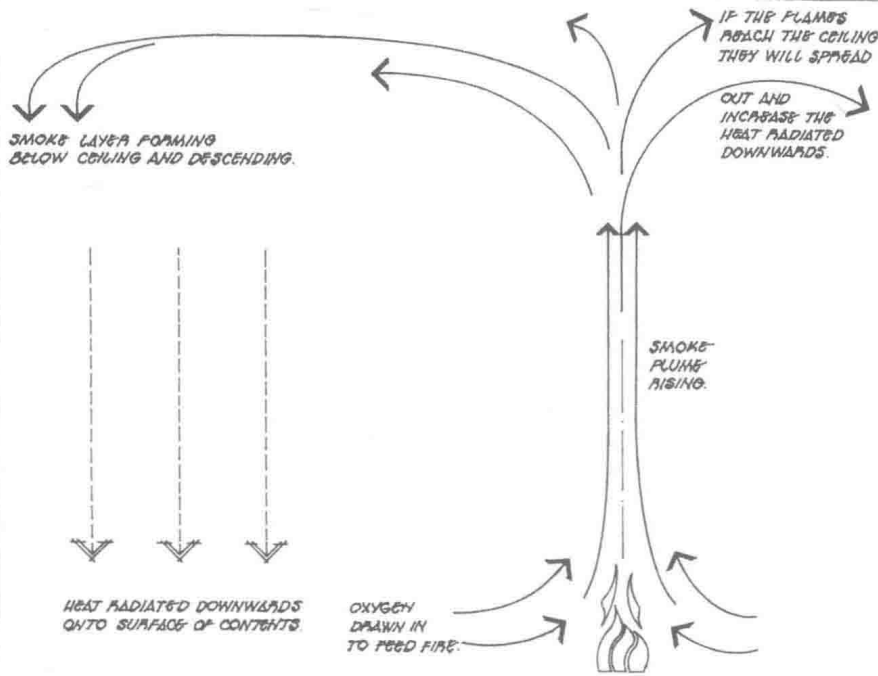 IF THE FLAMES
REACH THE CEILING
THEY WILL SPREAD
OUT AND
INCREASE THE
HEAT RADIATED
DOWNWARDS.
SMOKE LAYER FORMING
BELOW CEILING AND DESCENDING.
SMOKE
PLUME
RISING.
HEAT RADIATED DOWNWARDS
ONTO SURFACE OF CONTENTS.
OXYGEN
DRAWN IN
TO FEED FIRE.